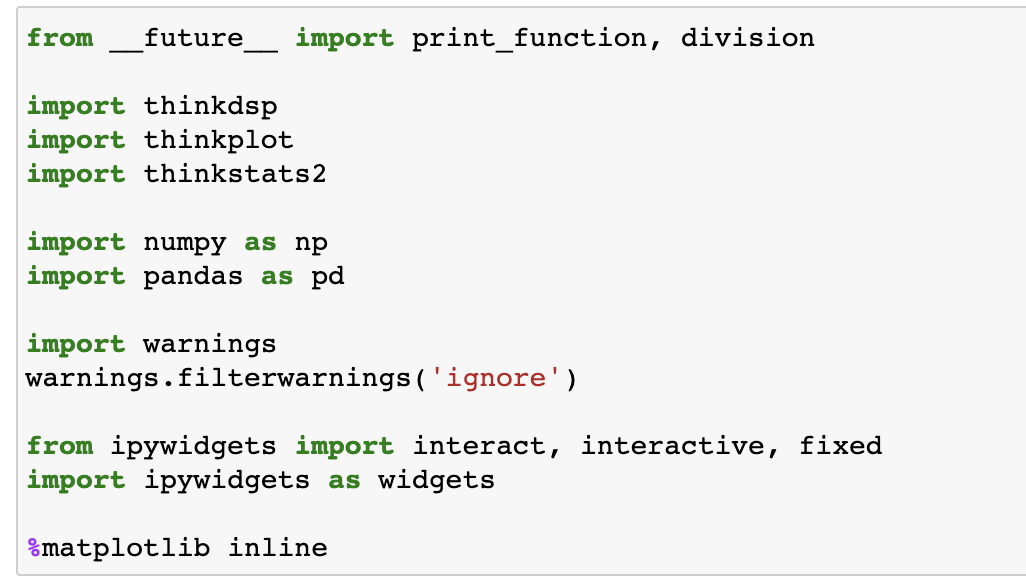 from __future__ import print_function, division
import thinkdsp
import thinkplot
import thinkstats2
import numpy as np
import pandas as pd
import warnings
warnings.filterwarnings('ignore')
from ipywidgets import interact, interactive, fixed
import ipywidgets as widgets
%matplotlib inline